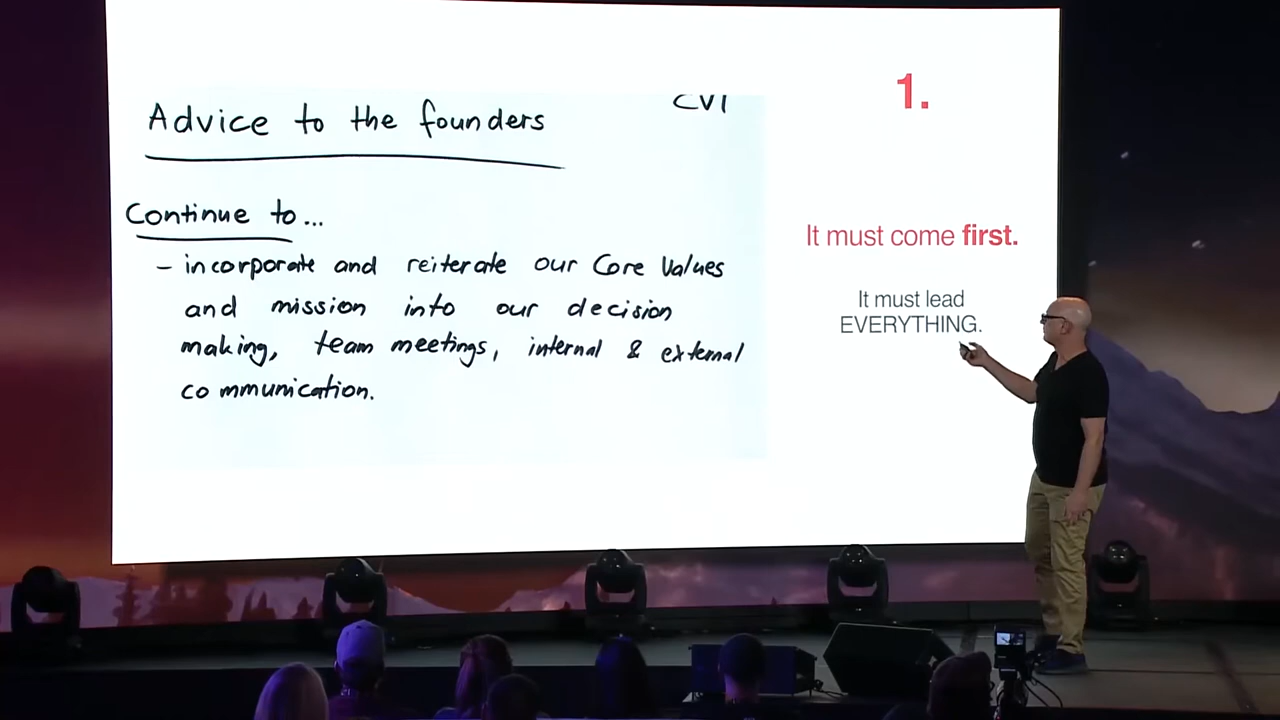 Advice to the founders
Continue to...
- incorporate and reiterate our Core Values
and mission into our decision
making, team meetings, internal & external
communication.
1.
It must come first.
It must lead
EVERYTHING.